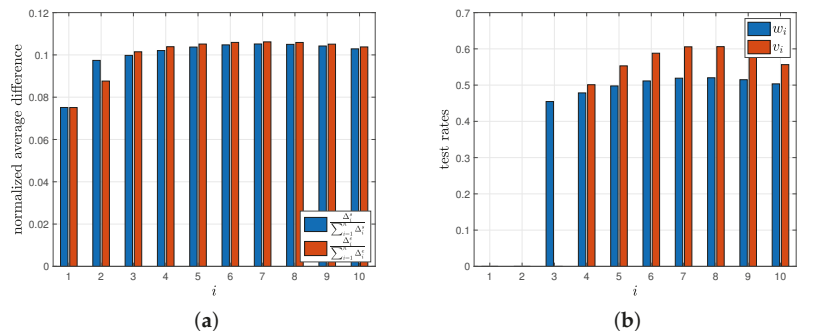 0.12
0.1
0.08
0.06
0.04
0.02
0
normalized average difference
1 2 3 4 5 6 7 8 9 10
i
(a)
0.7
0.6
0.5
0.4
0.3
0.2
0.1
0
test rates
w_i
v_i
1 2 3 4 5 6 7 8 9 10
i
(b)